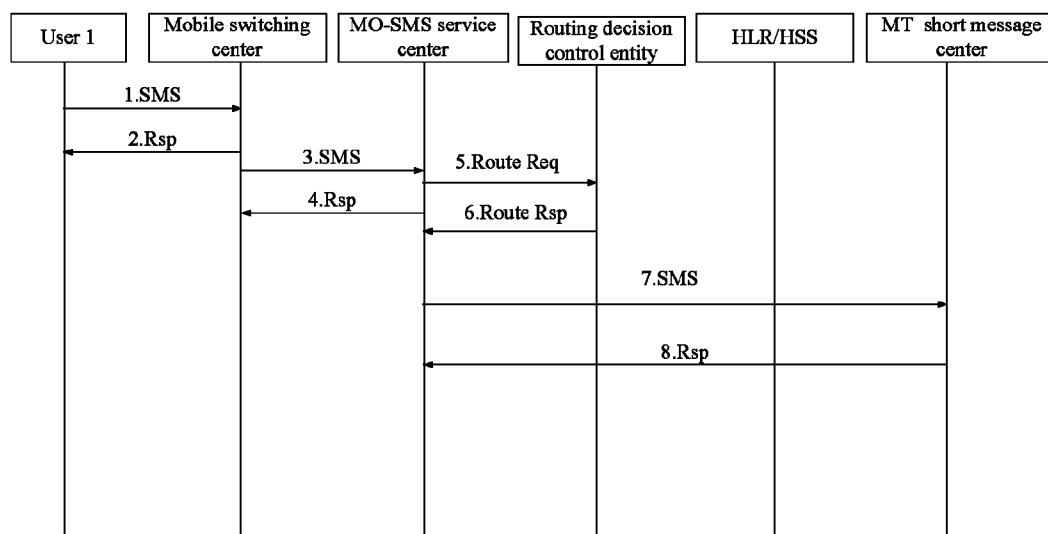 User 1
Mobile switching
center
MO-SMS service
center
Routing decision
control entity
HLR/HSS
MT short message
center
1.SMS
2.Rsp
3.SMS
5.Route Req
4.Rsp
6.Route Rsp
7.SMS
8.Rsp